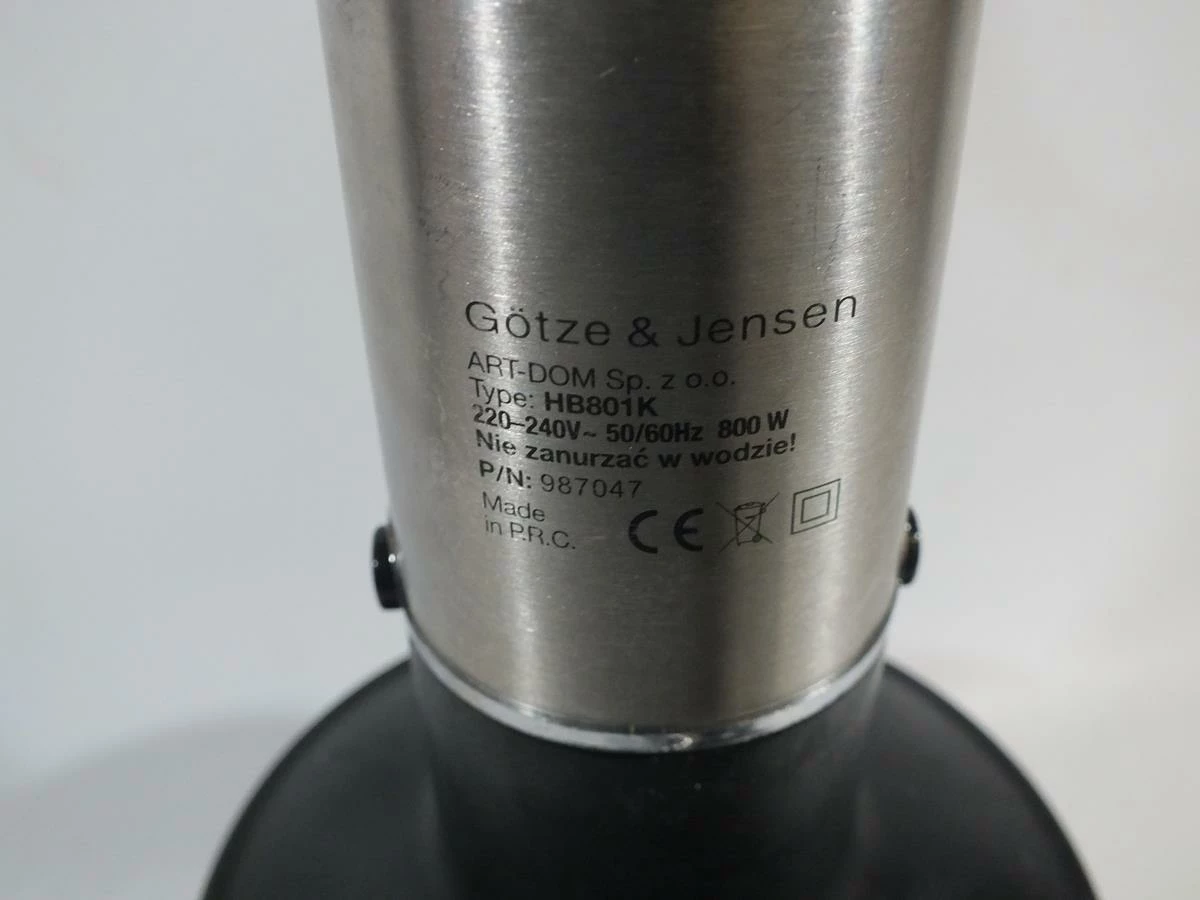 Götze & Jensen
ART-DOM Sp. z o.o.
Type: HB801K
220–240V~ 50/60Hz 800 W
Nie zanurzać w wodzie!
P/N: 987047
Made
in P.R.C.
CE